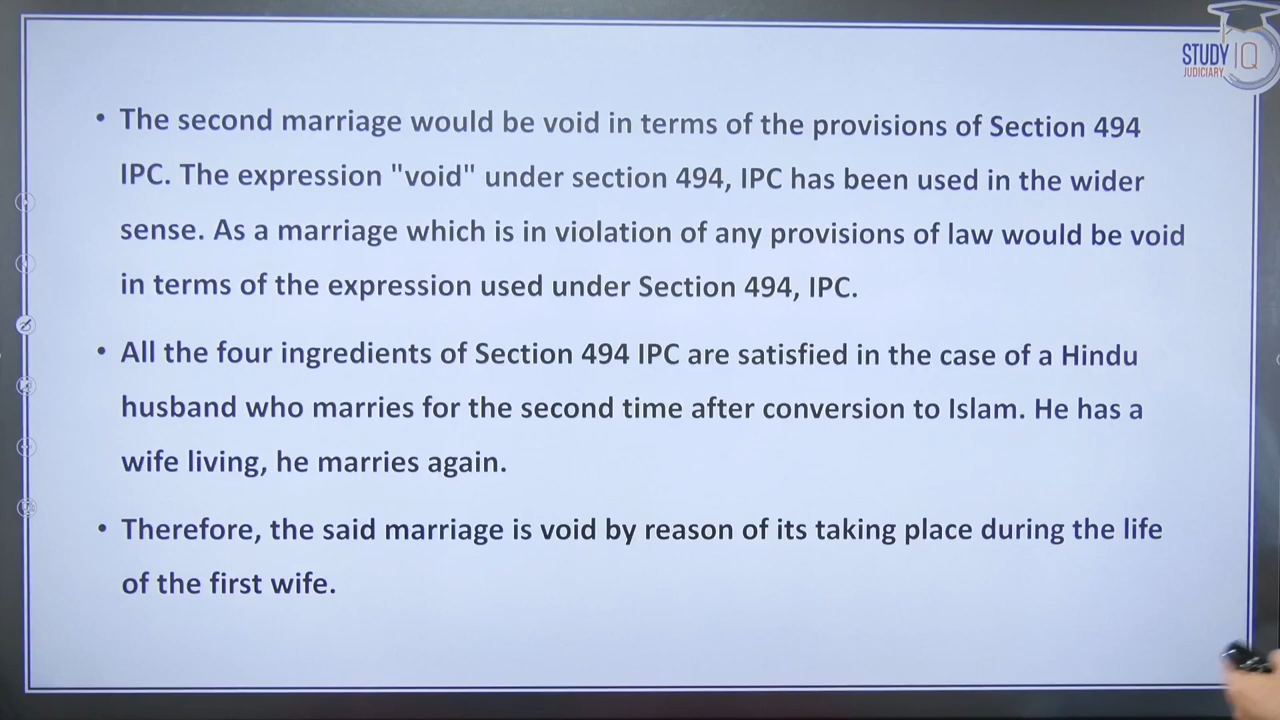 STUDY IQ
JUDICIARY
• The second marriage would be void in terms of the provisions of Section 494
IPC. The expression "void" under section 494, IPC has been used in the wider
sense. As a marriage which is in violation of any provisions of law would be void
in terms of the expression used under Section 494, IPC.
• All the four ingredients of Section 494 IPC are satisfied in the case of a Hindu
husband who marries for the second time after conversion to Islam. He has a
wife living, he marries again.
• Therefore, the said marriage is void by reason of its taking place during the life
of the first wife.